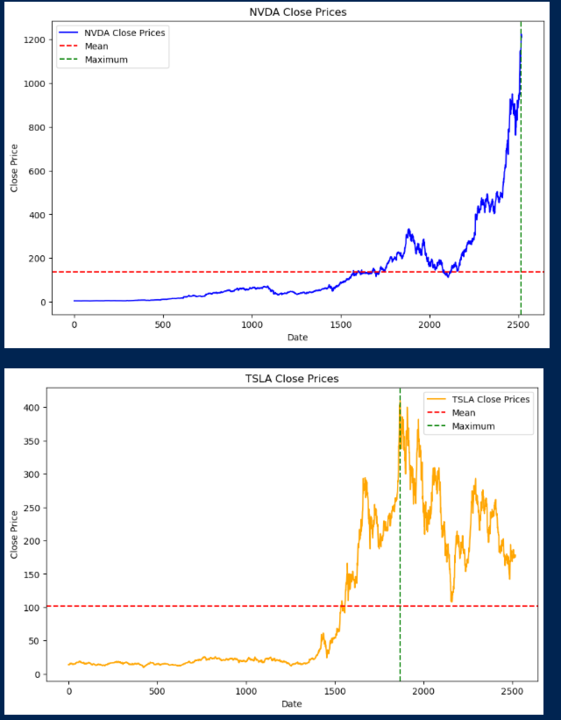 NVDA Close Prices
NVDA Close Prices
Mean
Maximum
1200
1000
800
600
400
200
0
Close Price
0 500 1000 1500 2000 2500
Date
TSLA Close Prices
TSLA Close Prices
Mean
Maximum
400
350
300
250
200
150
100
50
0
Close Price
0 500 1000 1500 2000 2500
Date